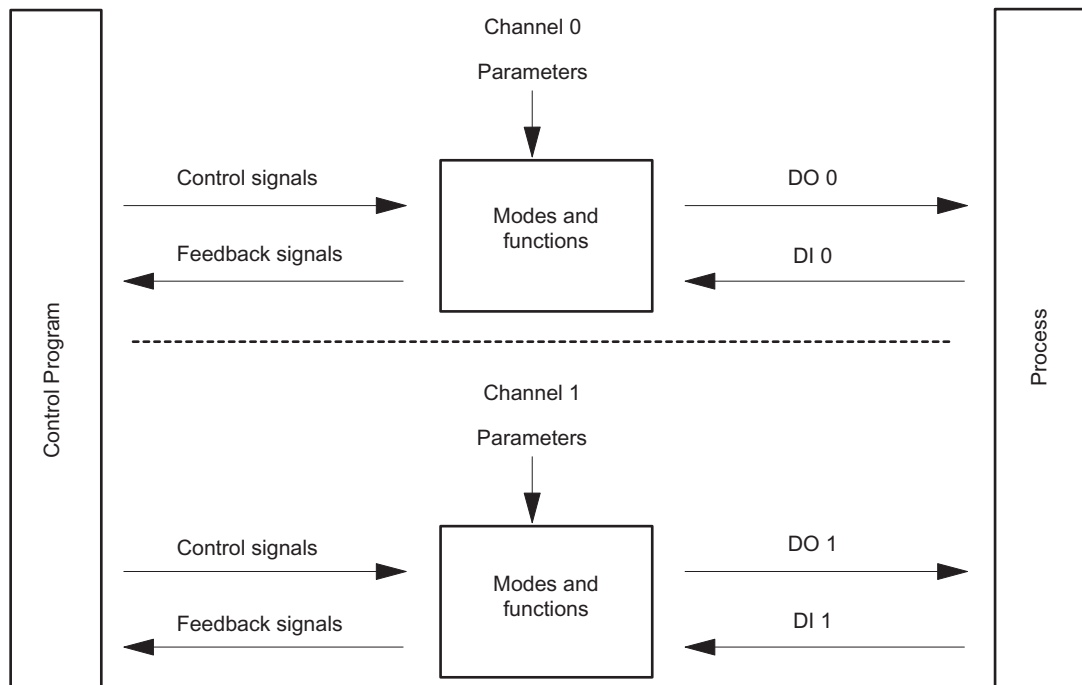 Channel 0
Parameters
Control signals
Modes and
functions
DO 0
Feedback signals
DI 0
Control Program
Process
Channel 1
Parameters
Control signals
Modes and
functions
DO 1
Feedback signals
DI 1